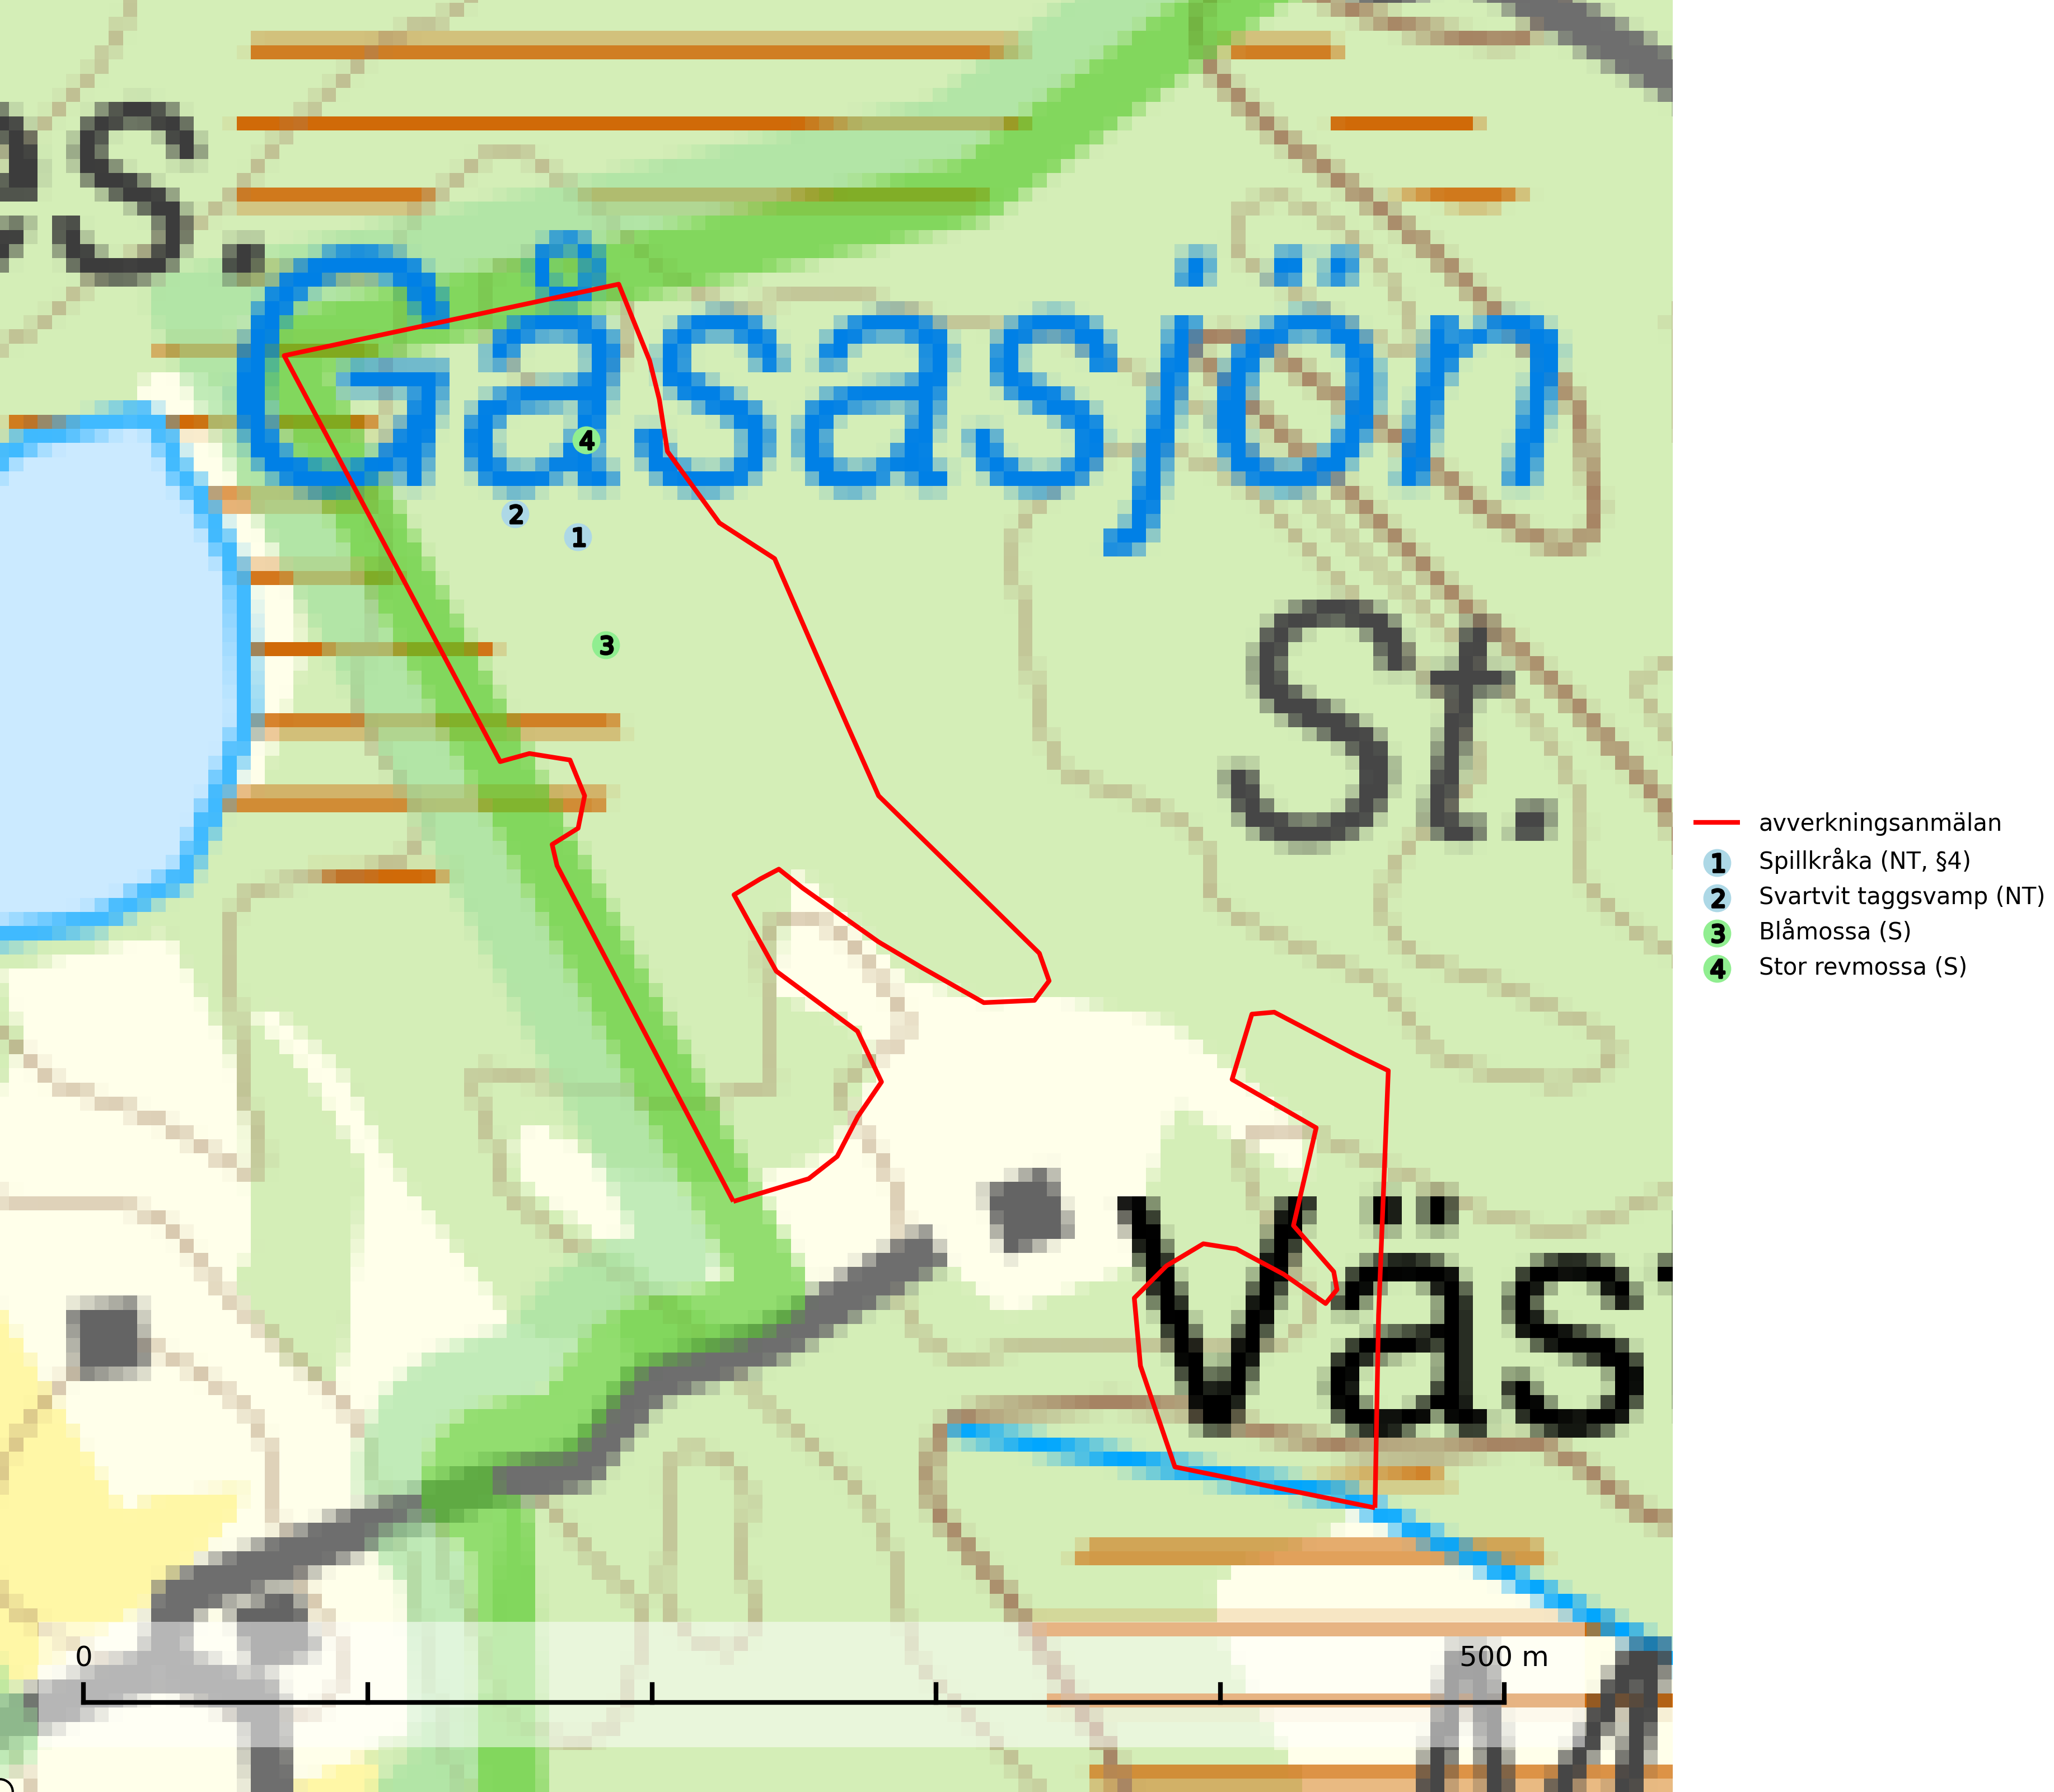 es.
Gåsasjön
St.
Väs
0
500 m
4
2
1
3
avverkningsanmälan
1 Spillkråka (NT, §4)
2 Svartvit taggsvamp (NT)
3 Blåmossa (S)
4 Stor revmossa (S)